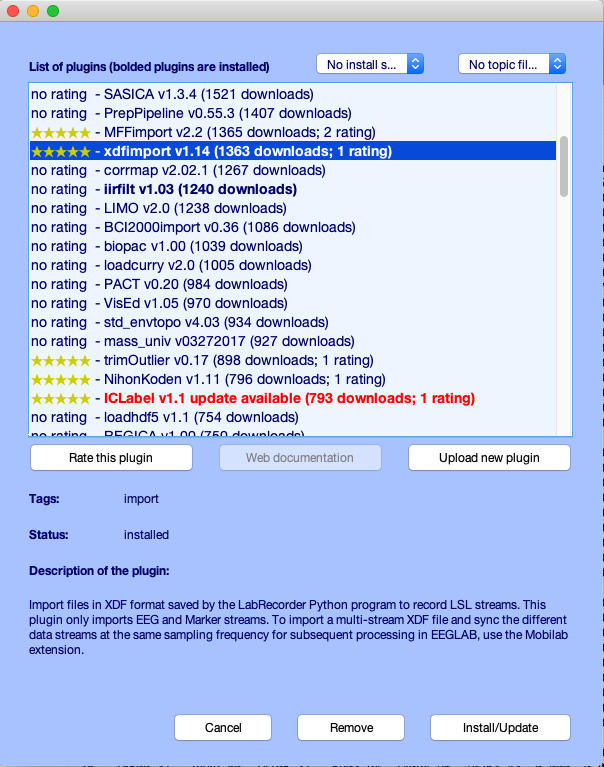 List of plugins (bolded plugins are installed) No install s... No topic fil...
no rating - SASICA v1.3.4 (1521 downloads)
no rating - PrepPipeline v0.55.3 (1407 downloads)
★★★★★ - MFFimport v2.2 (1365 downloads; 2 rating)
★★★★★ - xdfimport v1.14 (1363 downloads; 1 rating)
no rating - corrmap v2.02.1 (1267 downloads)
no rating - iirfilt v1.03 (1240 downloads)
no rating - LIMO v2.0 (1238 downloads)
no rating - BCI2000import v0.36 (1086 downloads)
no rating - biopac v1.00 (1039 downloads)
no rating - loadcurry v2.0 (1005 downloads)
no rating - PACT v0.20 (984 downloads)
no rating - VisEd v1.05 (970 downloads)
no rating - std_envtopo v4.03 (934 downloads)
no rating - mass_univ v03272017 (927 downloads)
★★★★★ - trimOutlier v0.17 (898 downloads; 1 rating)
★★★★★ - NihonKoden v1.11 (796 downloads; 1 rating)
★★★★★ - ICLabel v1.1 update available (793 downloads; 1 rating)
no rating - loadhdf5 v1.1 (754 downloads)
no rating - REGICA v1.00 (750 downloads)
Rate this plugin Web documentation Upload new plugin
Tags: import
Status: installed
Description of the plugin:
Import files in XDF format saved by the LabRecorder Python program to record LSL streams. This
plugin only imports EEG and Marker streams. To import a multi-stream XDF file and sync the different
data streams at the same sampling frequency for subsequent processing in EEGLAB, use the Mobilab
extension.
Cancel Remove Install/Update